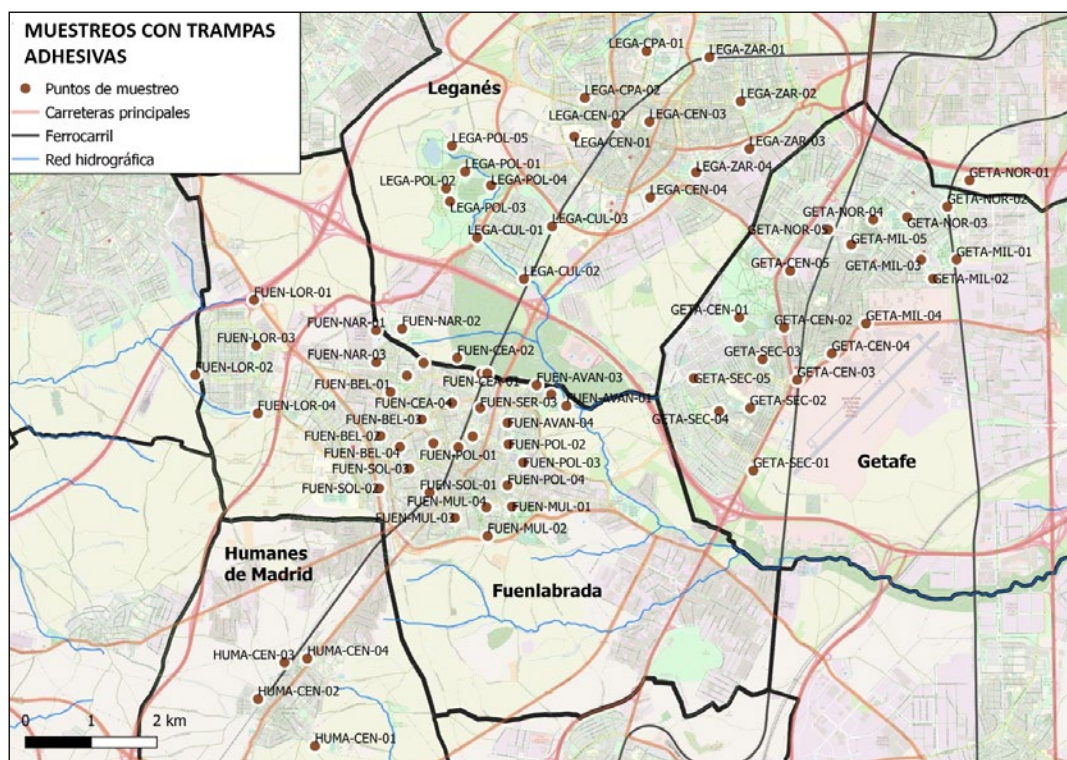 MUESTREOS CON TRAMPAS
ADHESIVAS
Puntos de muestreo
Carreteras principales
Ferrocarril
Red hidrográfica
LEGA-CPA-01
LEGA-ZAR-01
Leganés
LEGA-CPA-02
LEGA-ZAR-02
LEGA-CEN-02
LEGA-CEN-03
LEGA-POL-05
LEGA-CEN-01
LEGA-ZAR-03
LEGA-POL-01
LEGA-ZAR-04
LEGA-POL-02
LEGA-POL-04
GETA-NOR-01
LEGA-CEN-04
LEGA-POL-03
GETA-NOR-02
LEGA-CUL-03
GETA-NOR-04
GETA-NOR-03
LEGA-CUL-01
GETA-NOR-05
GETA-MIL-05
GETA-MIL-01
GETA-MIL-03
LEGA-CUL-02
GETA-CEN-05
GETA-MIL-02
FUEN-LOR-01
GETA-CEN-01
FUEN-NAR-01
FUEN-NAR-02
GETA-CEN-02
GETA-MIL-04
FUEN-LOR-03
FUEN-NAR-03
FUEN-CEA-02
GETA-SEC-03
GETA-CEN-04
FUEN-LOR-02
FUEN-BEL-01
FUEN-CEA-01
FUEN-AVAN-03
GETA-SEC-05
GETA-CEN-03
FUEN-LOR-04
FUEN-CEA-04
FUEN-SER-03
FUEN-AVAN-01
GETA-SEC-02
GETA-SEC-04
FUEN-BEL-03
FUEN-AVAN-04
FUEN-BEL-02
FUEN-BEL-04
FUEN-POL-01
FUEN-POL-02
FUEN-SOL-03
FUEN-POL-03
GETA-SEC-01
Getafe
FUEN-SOL-02
FUEN-SOL-01
FUEN-POL-04
FUEN-MUL-04
FUEN-MUL-01
FUEN-MUL-03
FUEN-MUL-02
Humanes
de Madrid
Fuenlabrada
HUMA-CEN-03
HUMA-CEN-04
HUMA-CEN-02
HUMA-CEN-01
0 1 2 km